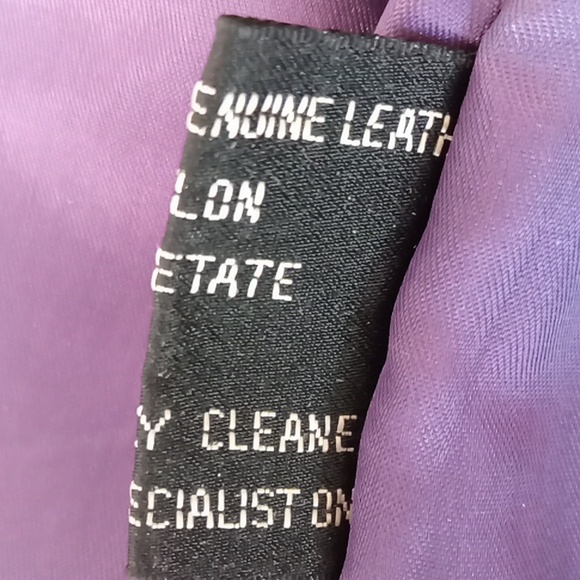 ENUINE LEATH
LON
ETATE
Y CLEANE
ECIALIST ON